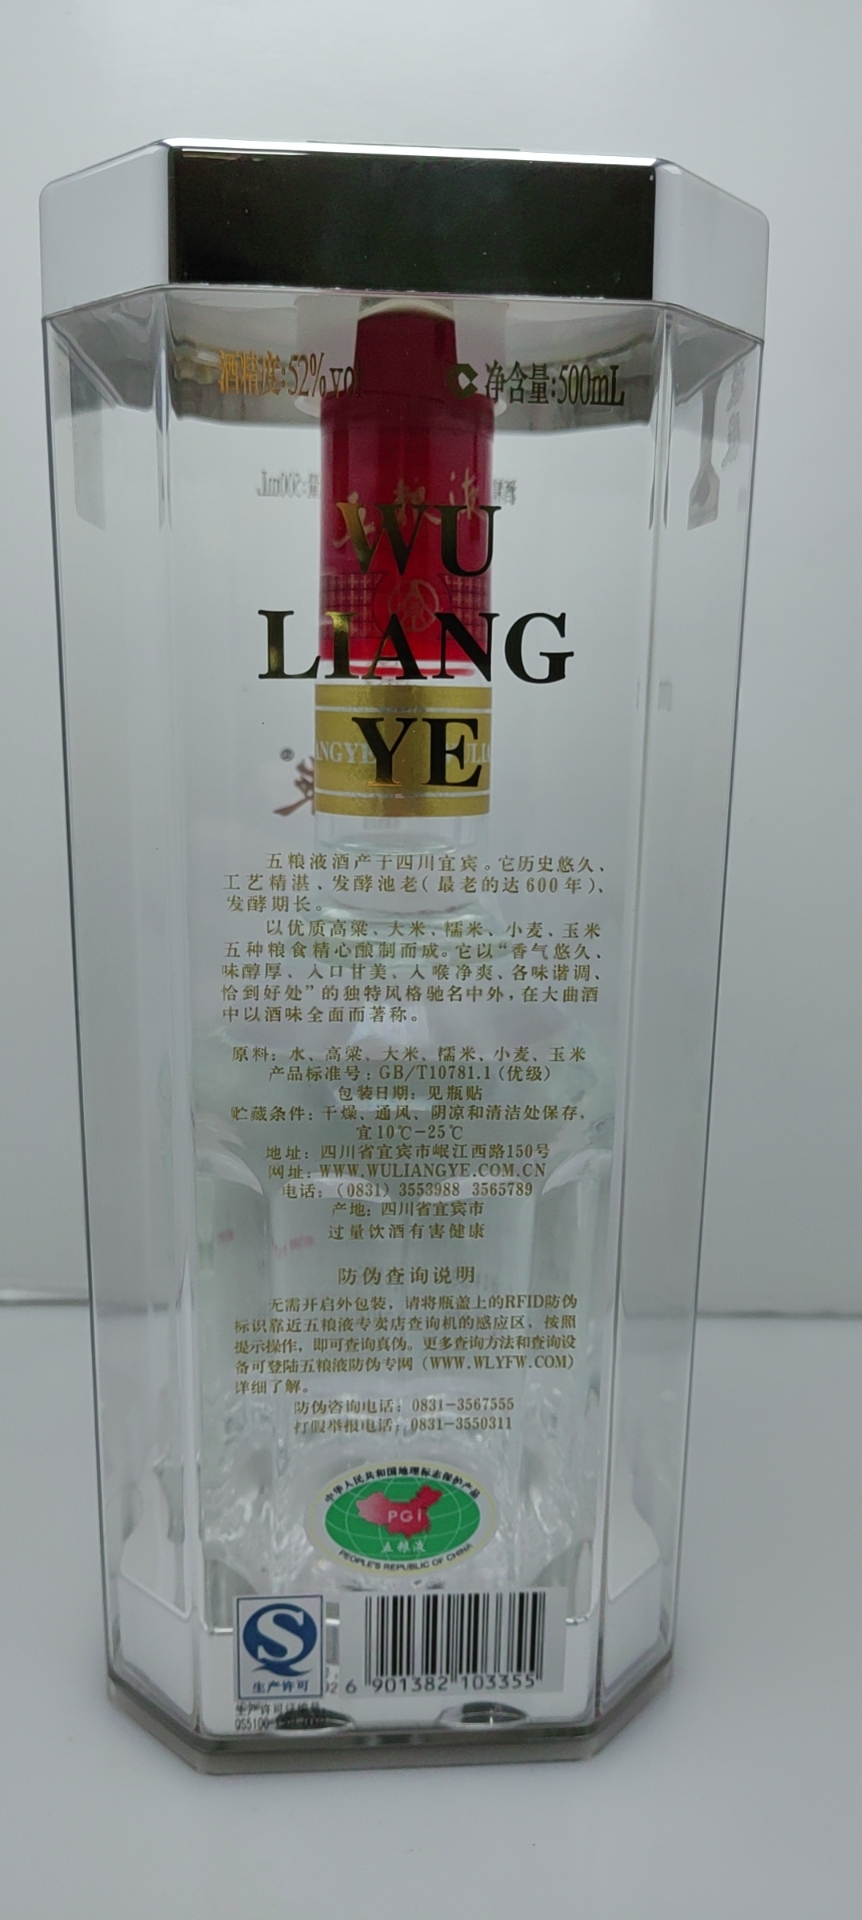 酒精度:52%vol
净含量:500mL
WU
LIANG
YE
五粮液酒产于四川宜宾。它历史悠久、
工艺精湛、发酵池老(最老的达600年)、
发酵期长。
以优质高粱、大米、糯米、小麦、玉米
五种粮食精心酿制而成。它以“香气悠久、
味醇厚、入口甘美、入喉净爽、各味谐调、
恰到好处”的独特风格驰名中外,在大曲酒
中以酒味全面而著称。
原料: 水、高粱、大米、糯米、小麦、玉米
产品标准号: GB/T10781.1 (优级)
包装日期: 见瓶贴
贮藏条件: 干燥、通风、阴凉和清洁处保存,
宜10℃-25℃
地址: 四川省宜宾市岷江西路150号
网址: WWW.WULIANGYE.COM.CN
电话: (0831) 3553988 3565789
产地: 四川省宜宾市
过量饮酒有害健康
防伪查询说明
无需开启外包装, 请将瓶盖上的RFID防伪
标识靠近五粮液专卖店查询机的感应区, 按照
提示操作, 即可查询真伪。更多查询方法和查询设
备可登陆五粮液防伪专网 (WWW.WLYFW.COM)
详细了解。
防伪咨询电话: 0831-3567555
打假举报电话: 0831-3550311
中华人民共和国地理标志保护产品
PGI
五粮液
PEOPLE'S REPUBLIC OF CHINA
生产许可
6 901382 103355
生产许可证编号: